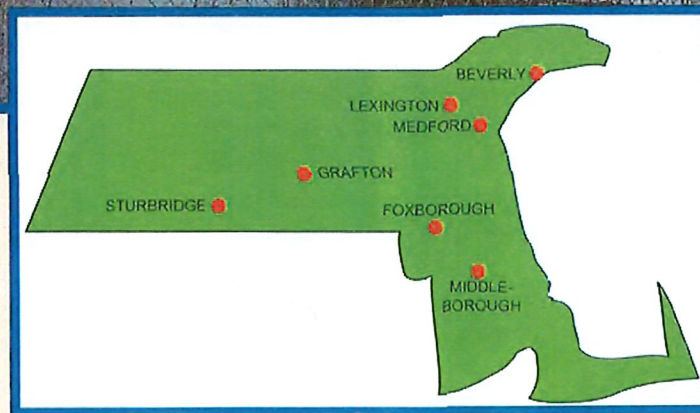 BEVERLY
LEXINGTON
MEDFORD
GRAFTON
STURBRIDGE
FOXBOROUGH
MIDDLE-
BOROUGH